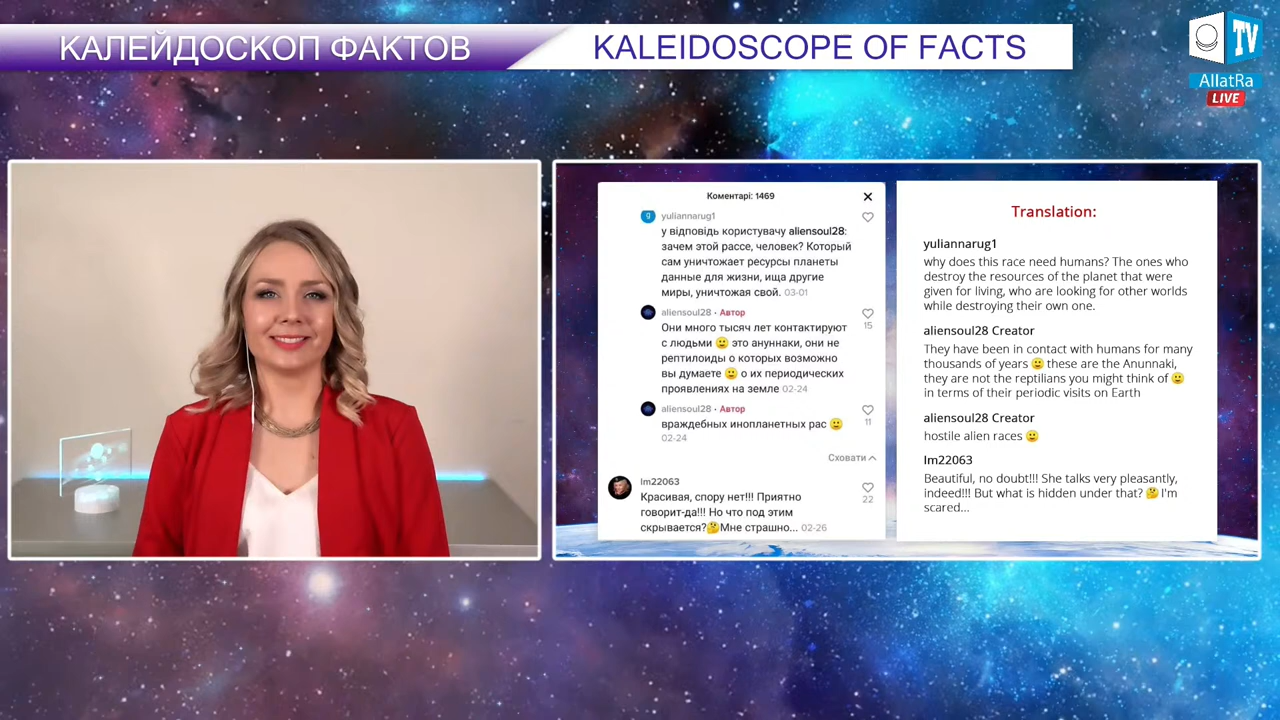 КАЛЕЙДОСКОП ФАКТОВ
KALEIDOSCOPE OF FACTS
TV
AllatRa
LIVE
Коментарі: 1469
g
yuliannarug1
у відповідь користувачу aliensoul28:
зачем этой рассе, человек? Который
сам уничтожает ресурсы планеты
данные для жизни, ища другие
миры, уничтожая свой. 03-01
aliensoul28 • Автор
Они много тысяч лет контактируют
с людьми 🙂 это ануннаки, они не
рептилоиды о которых возможно
вы думаете 🙂 о их периодических
проявлениях на земле 02-24
15
aliensoul28 • Автор
враждебных инопланетных рас 🙂
02-24
11
Сховати
lm22063
Красивая, спору нет!!! Приятно
говорит-да!!! Но что под этим
скрывается?🤔Мне страшно... 02-26
22
Translation:
yuliannarug1
why does this race need humans? The ones who
destroy the resources of the planet that were
given for living, who are looking for other worlds
while destroying their own one.
aliensoul28 Creator
They have been in contact with humans for many
thousands of years 🙂 these are the Anunnaki,
they are not the reptilians you might think of 🙂
in terms of their periodic visits on Earth
aliensoul28 Creator
hostile alien races 🙂
lm22063
Beautiful, no doubt!!! She talks very pleasantly,
indeed!!! But what is hidden under that? 🤔 I'm
scared...